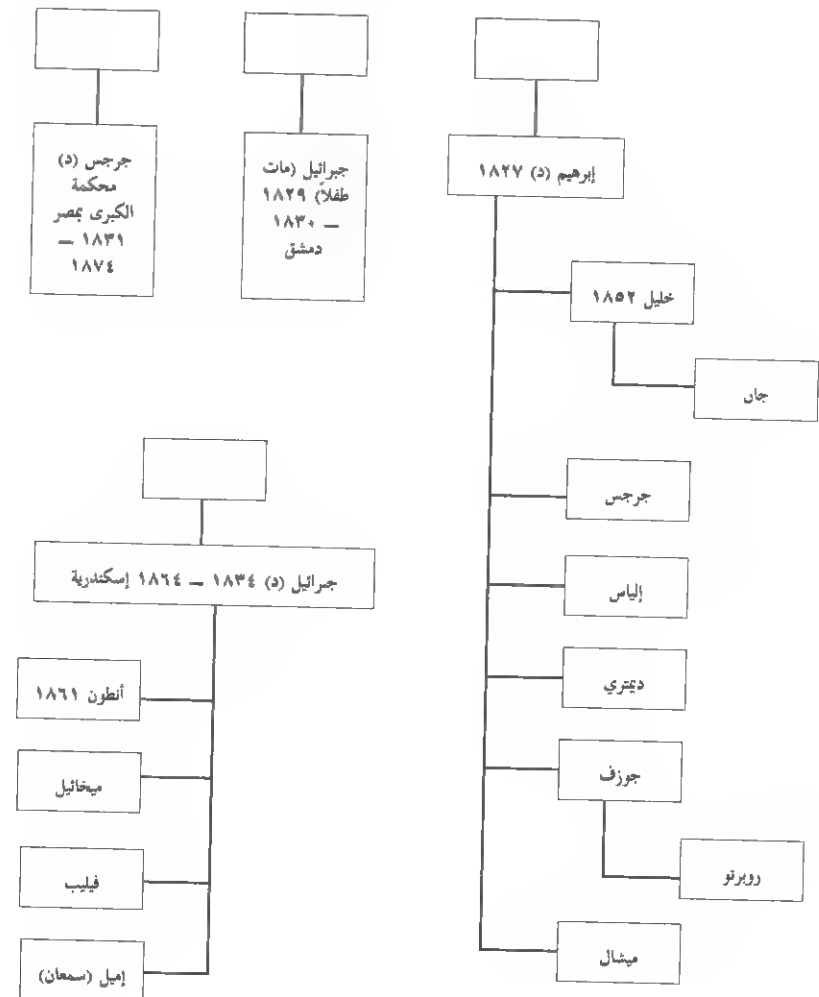 إبرهيم (د) ١٨٢٧
جبرائيل (مات
طفلاً) ١٨٢٩
— ١٨٣٠
دمشق
جرجس (د)
محكمة
الكبرى بمصر
١٨٣١ —
١٨٧٤
خليل ١٨٥٢
جان
جرجس
إلياس
ديمتري
جوزف
روبرتو
ميشال
جبرائيل (د) ١٨٣٤ — ١٨٦٤ إسكندرية
أنطون ١٨٦١
ميخائيل
فيليب
إميل (سمعان)